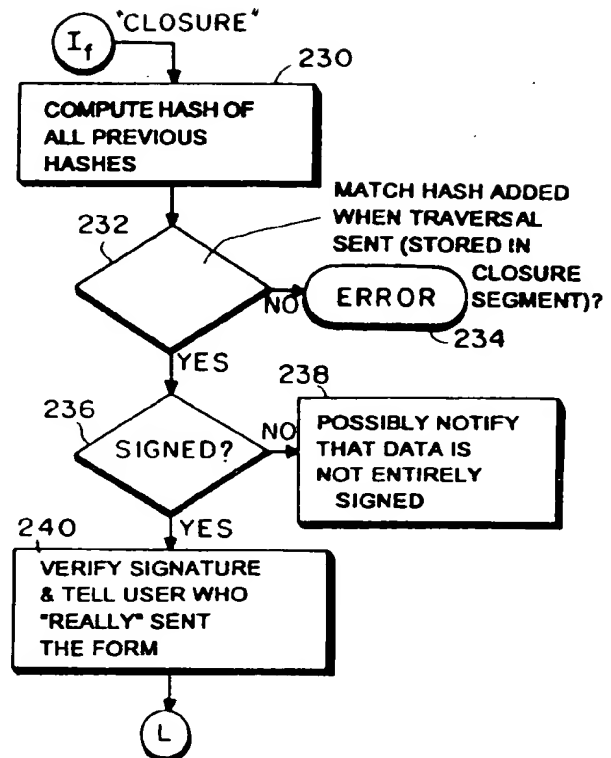 "CLOSURE"
If
230
COMPUTE HASH OF
ALL PREVIOUS
HASHES
232
MATCH HASH ADDED
WHEN TRAVERSAL
SENT (STORED IN
CLOSURE
SEGMENT)?
NO
ERROR
234
YES
236
SIGNED?
NO
238
POSSIBLY NOTIFY
THAT DATA IS
NOT ENTIRELY
SIGNED
YES
240
VERIFY SIGNATURE
& TELL USER WHO
"REALLY" SENT
THE FORM
L